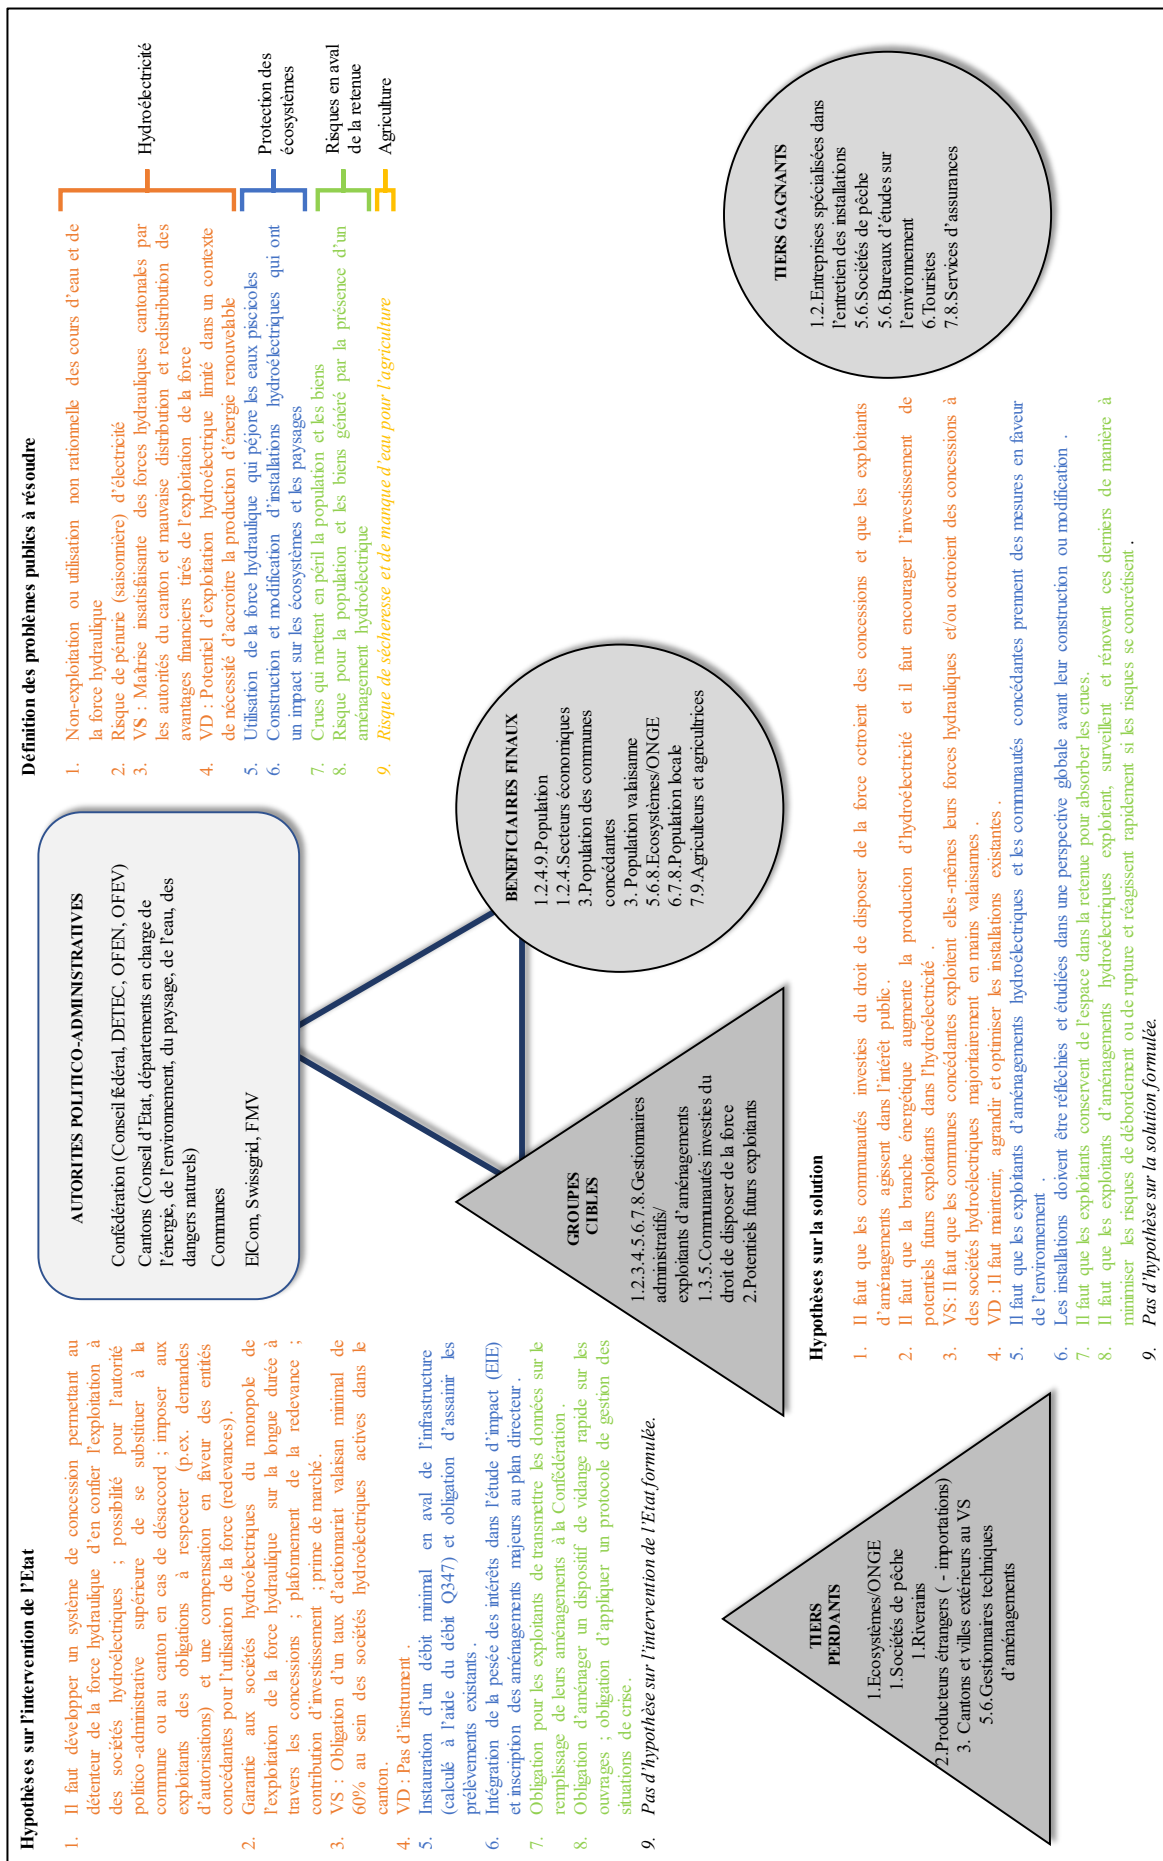 Hypothèses sur l'intervention de l'Etat
1. Il faut développer un système de concession permettant au
détenteur de la force hydraulique d'en confier l'exploitation à
des sociétés hydroélectriques ; possibilité pour l'autorité
politico-administrative supérieure de se substituer à la
commune ou au canton en cas de désaccord ; imposer aux
exploitants des obligations à respecter (p.ex. demandes
d'autorisations) et une compensation en faveur des entités
concédantes pour l'utilisation de la force (redevances).
2. Garantie aux sociétés hydroélectriques du monopole de
l'exploitation de la force hydraulique sur la longue durée à
travers les concessions ; plafonnement de la redevance ;
contribution d'investissement ; prime de marché.
3. VS : Obligation d'un taux d'actionnariat valaisan minimal de
60% au sein des sociétés hydroélectriques actives dans le
canton.
4. VD : Pas d'instrument .
5. Instauration d'un débit minimal en aval de l'infrastructure
(calculé à l'aide du débit Q347) et obligation d'assainir les
prélèvements existants .
6. Intégration de la pesée des intérêts dans l'étude d'impact (EIE)
et inscription des aménagements majeurs au plan directeur .
7. Obligation pour les exploitants de transmettre les données sur le
remplissage de leurs aménagements à la Confédération .
8. Obligation d'aménager un dispositif de vidange rapide sur les
ouvrages ; obligation d'appliquer un protocole de gestion des
situations de crise.
9. Pas d'hypothèse sur l'intervention de l'Etat formulée.
AUTORITES POLITICO-ADMINISTRATIVES
Confédération (Conseil fédéral, DETEC, OFEN, OFEV)
Cantons (Conseil d'Etat, départements en charge de
l'énergie, de l'environnement, du paysage, de l'eau, des
dangers naturels)
Communes
ElCom, Swissgrid, FMV
Définition des problèmes publics à résoudre
1. Non-exploitation ou utilisation non rationnelle des cours d'eau et de
la force hydraulique
2. Risque de pénurie (saisonnière) d'électricité
3. VS : Maîtrise insatisfaisante des forces hydrauliques cantonales par
les autorités du canton et mauvaise distribution et redistribution des
avantages financiers tirés de l'exploitation de la force
4. VD : Potentiel d'exploitation hydroélectrique limité dans un contexte
de nécessité d'accroître la production d'énergie renouvelable
5. Utilisation de la force hydraulique qui péjore les eaux piscicoles
6. Construction et modification d'installations hydroélectriques qui ont
un impact sur les écosystèmes et les paysages
7. Crues qui mettent en péril la population et les biens
8. Risque pour la population et les biens généré par la présence d'un
aménagement hydroélectrique
9. Risque de sécheresse et de manque d'eau pour l'agriculture
Hydroélectricité
Protection des
écosystèmes
Risques en aval
de la retenue
Agriculture
GROUPES
CIBLES
1.2.3.4.5.6.7.8.Gestionnaires
administratifs/
exploitants d'aménagements
1.3.5.Communautés investies du
droit de disposer de la force
2.Potentiels futurs exploitants
BENEFICIAIRES FINAUX
1.2.4.9.Population
1.2.4.Secteurs économiques
3.Population des communes
concédantes
3. Population valaisanne
5.6.8.Ecosystèmes/ONGE
6.7.8.Population locale
7.9.Agriculteurs et agricultrices
TIERS
PERDANTS
1.Ecosystèmes/ONGE
1.Sociétés de pêche
1.Riverains
2.Producteurs étrangers ( - importations)
3. Cantons et villes extérieurs au VS
5.6.Gestionnaires techniques
d'aménagements
Hypothèses sur la solution
1. Il faut que les communautés investies du droit de disposer de la force octroient des concessions et que les exploitants
d'aménagements agissent dans l'intérêt public .
2. Il faut que la branche énergétique augmente la production d'hydroélectricité et il faut encourager l'investissement de
potentiels futurs exploitants dans l'hydroélectricité .
3. VS: Il faut que les communes concédantes exploitent elles-mêmes leurs forces hydrauliques et/ou octroient des concessions à
des sociétés hydroélectriques majoritairement en mains valaisannes .
4. VD : Il faut maintenir, agrandir et optimiser les installations existantes .
5. Il faut que les exploitants d'aménagements hydroélectriques et les communautés concédantes prennent des mesures en faveur
de l'environnement .
6. Les installations doivent être réfléchies et étudiées dans une perspective globale avant leur construction ou modification .
7. Il faut que les exploitants conservent de l'espace dans la retenue pour absorber les crues.
8. Il faut que les exploitants d'aménagements hydroélectriques exploitent, surveillent et rénovent ces derniers de manière à
minimiser les risques de débordement ou de rupture et réagissent rapidement si les risques se concrétisent .
9. Pas d'hypothèse sur la solution formulée.
TIERS GAGNANTS
1.2.Entreprises spécialisées dans
l'entretien des installations
5.6.Sociétés de pêche
5.6.Bureaux d'études sur
l'environnement
6.Touristes
7.8.Services d'assurances